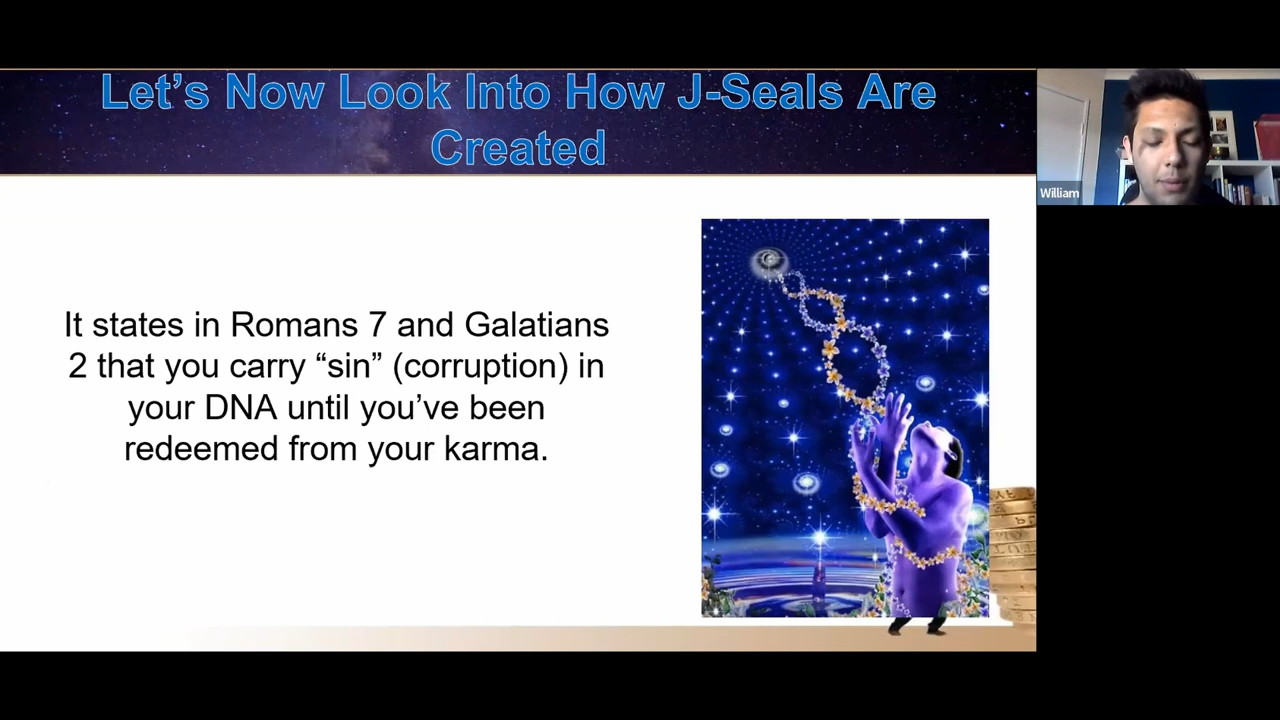 Let’s Now Look Into How J-Seals Are
Created
It states in Romans 7 and Galatians
2 that you carry “sin” (corruption) in
your DNA until you’ve been
redeemed from your karma.
William